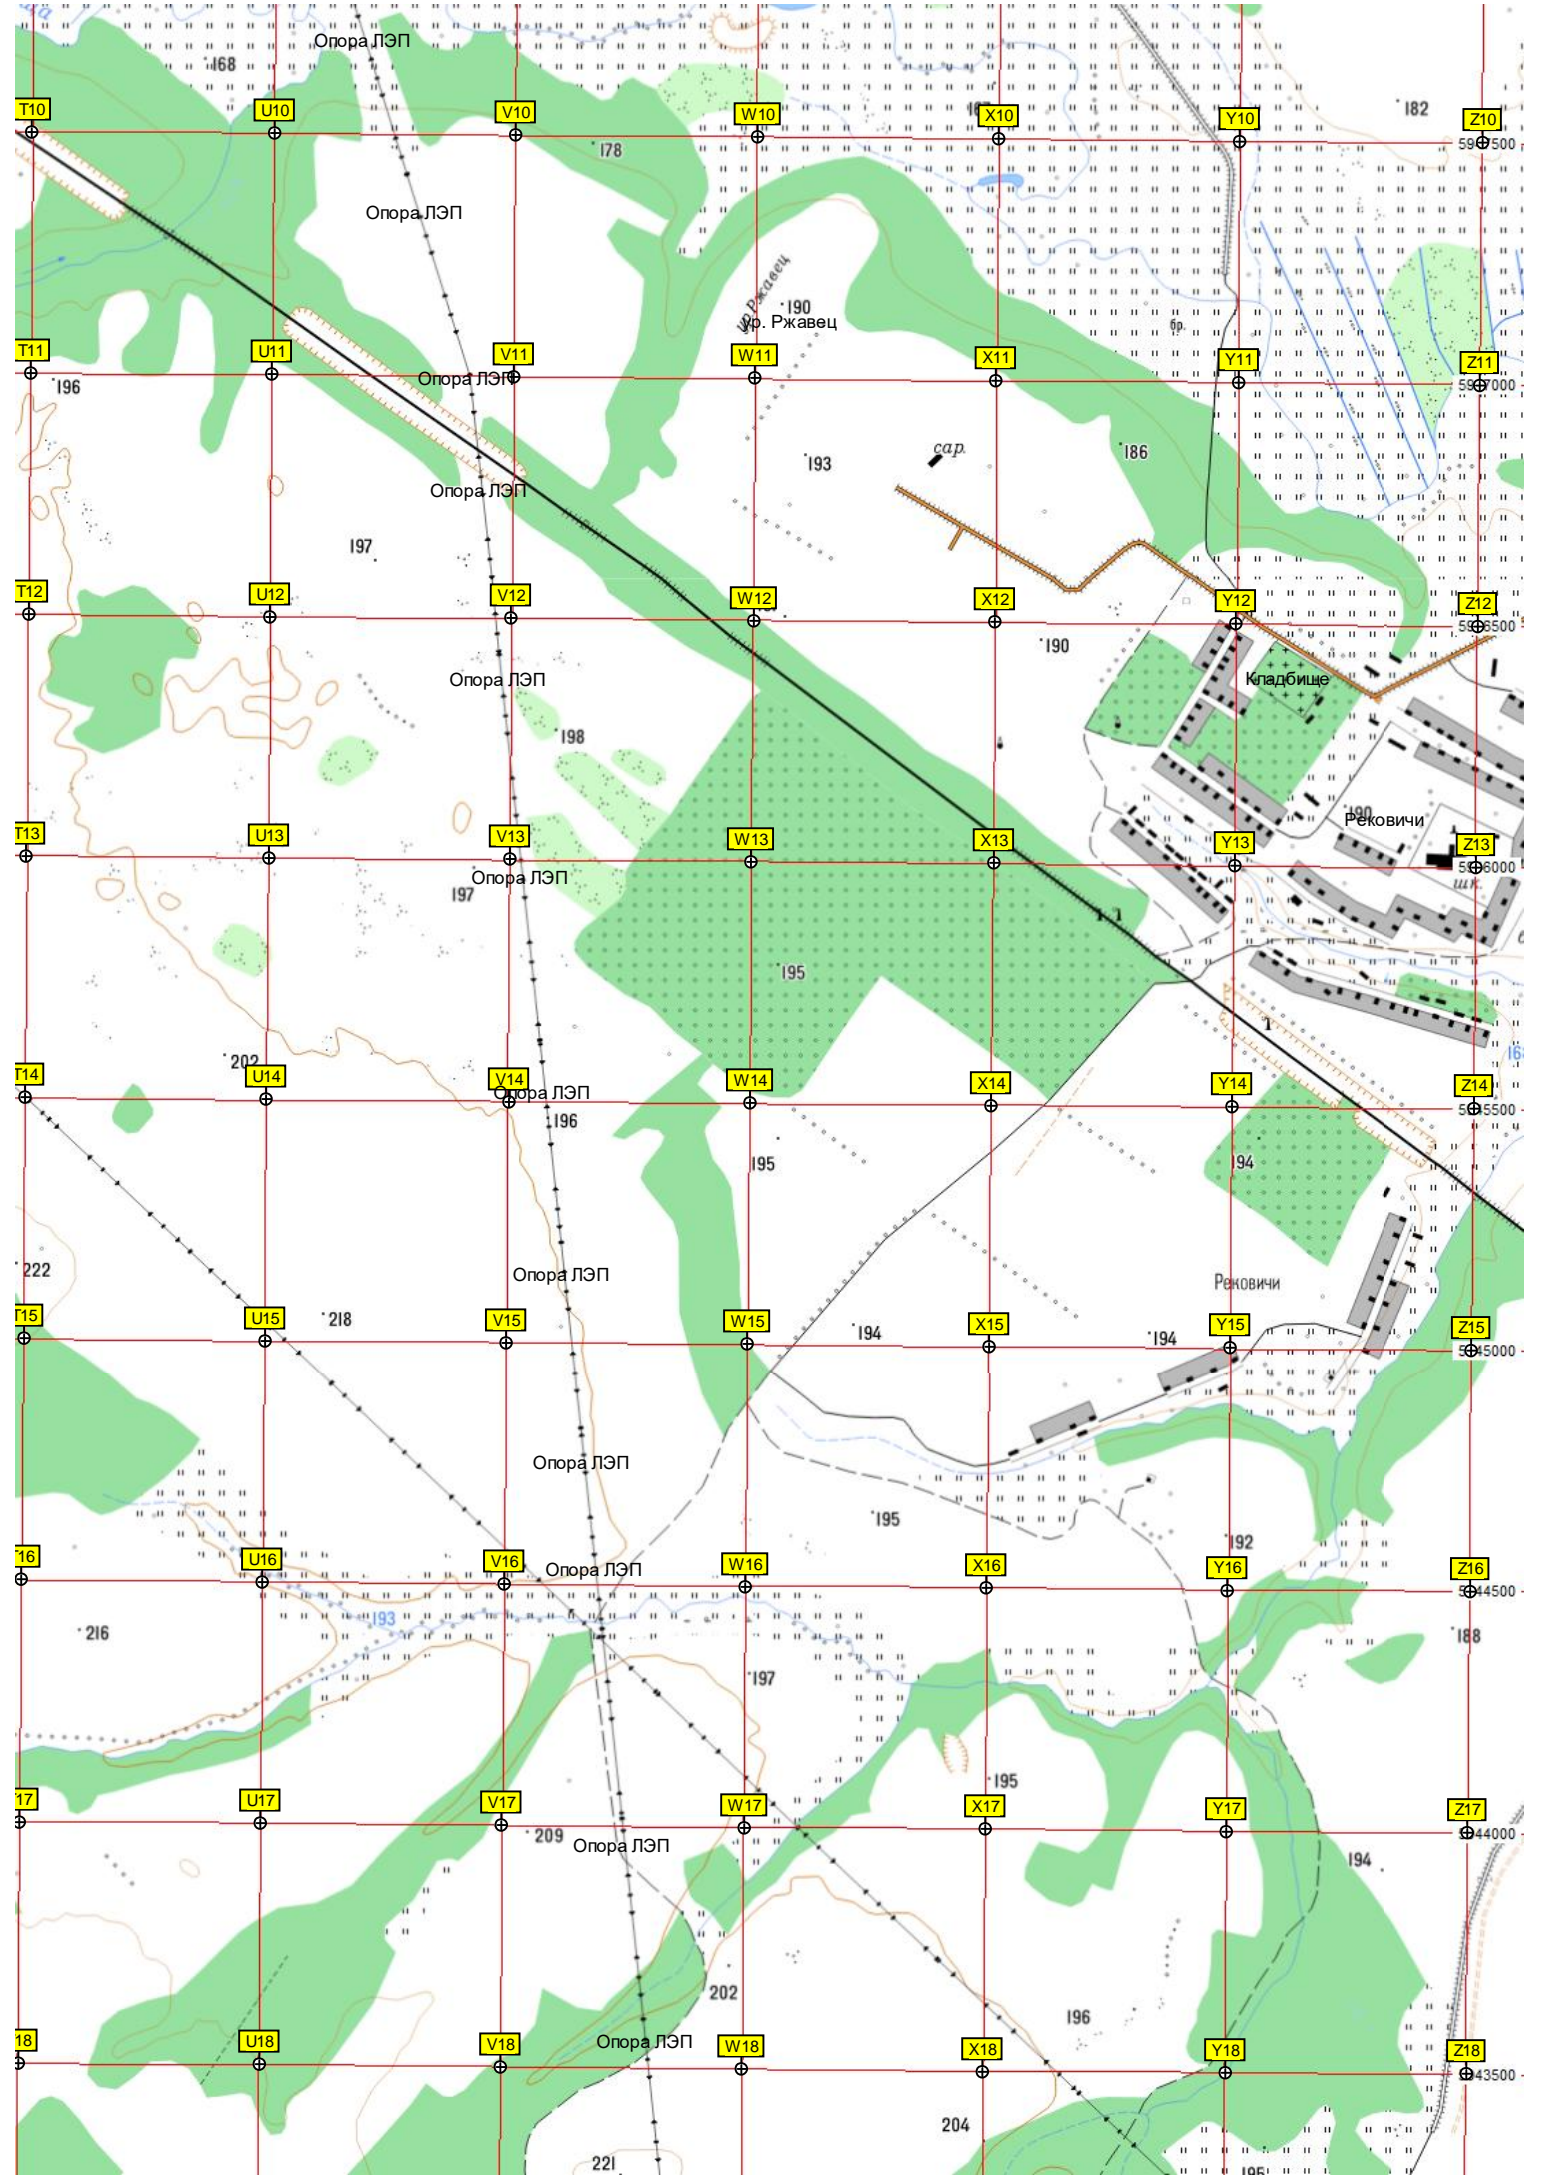 Опора ЛЭП
168
182
T10
U10
V10
W10
X10
Y10
Z10
178
Опора ЛЭП
ур. Ржавец
190
ур. Ржавец
бр.
T11
U11
V11
W11
X11
Y11
Z11
196
Опора ЛЭП
193
сар.
186
Опора ЛЭП
197
T12
U12
V12
W12
X12
Y12
Z12
190
Опора ЛЭП
Кладбище
198
190
Рековичи
T13
U13
V13
W13
X13
Y13
Z13
Опора ЛЭП
197
шк.
195
202
T14
U14
V14
W14
X14
Y14
Z14
Опора ЛЭП
196
195
194
222
Опора ЛЭП
Рековичи
T15
U15
V15
W15
X15
Y15
Z15
218
194
194
Опора ЛЭП
195
192
T16
U16
V16
W16
X16
Y16
Z16
Опора ЛЭП
193
216
188
197
195
17
U17
V17
W17
X17
Y17
Z17
209
Опора ЛЭП
194
202
196
18
U18
V18
W18
X18
Y18
Z18
Опора ЛЭП
204
221